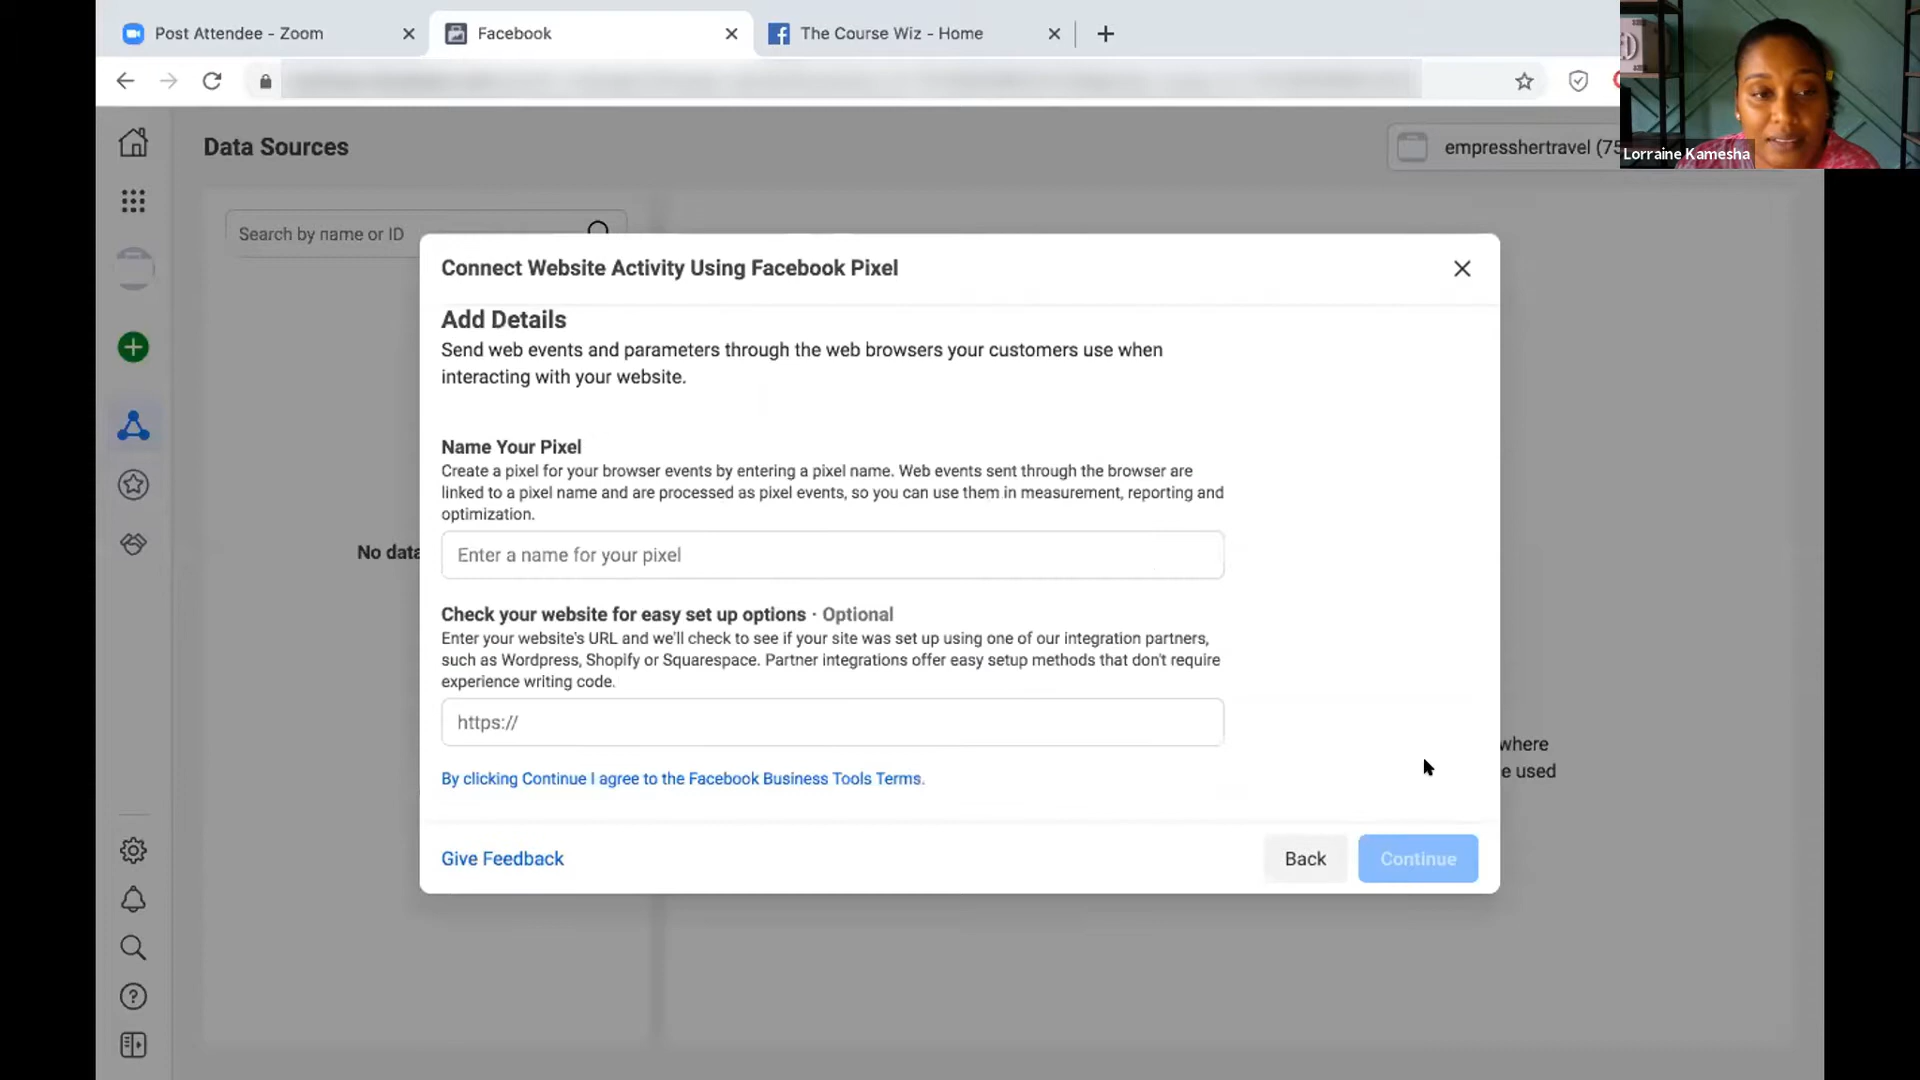 Post Attendee - Zoom
Facebook
The Course Wiz - Home
Data Sources
empresshertravel (75
Lorraine Kamesha
Search by name or ID
Connect Website Activity Using Facebook Pixel
Add Details
Send web events and parameters through the web browsers your customers use when
interacting with your website.
Name Your Pixel
Create a pixel for your browser events by entering a pixel name. Web events sent through the browser are
linked to a pixel name and are processed as pixel events, so you can use them in measurement, reporting and
optimization.
No data
Enter a name for your pixel
Check your website for easy set up options · Optional
Enter your website's URL and we'll check to see if your site was set up using one of our integration partners,
such as Wordpress, Shopify or Squarespace. Partner integrations offer easy setup methods that don't require
experience writing code.
https://
where
e used
By clicking Continue I agree to the Facebook Business Tools Terms.
Give Feedback
Back
Continue